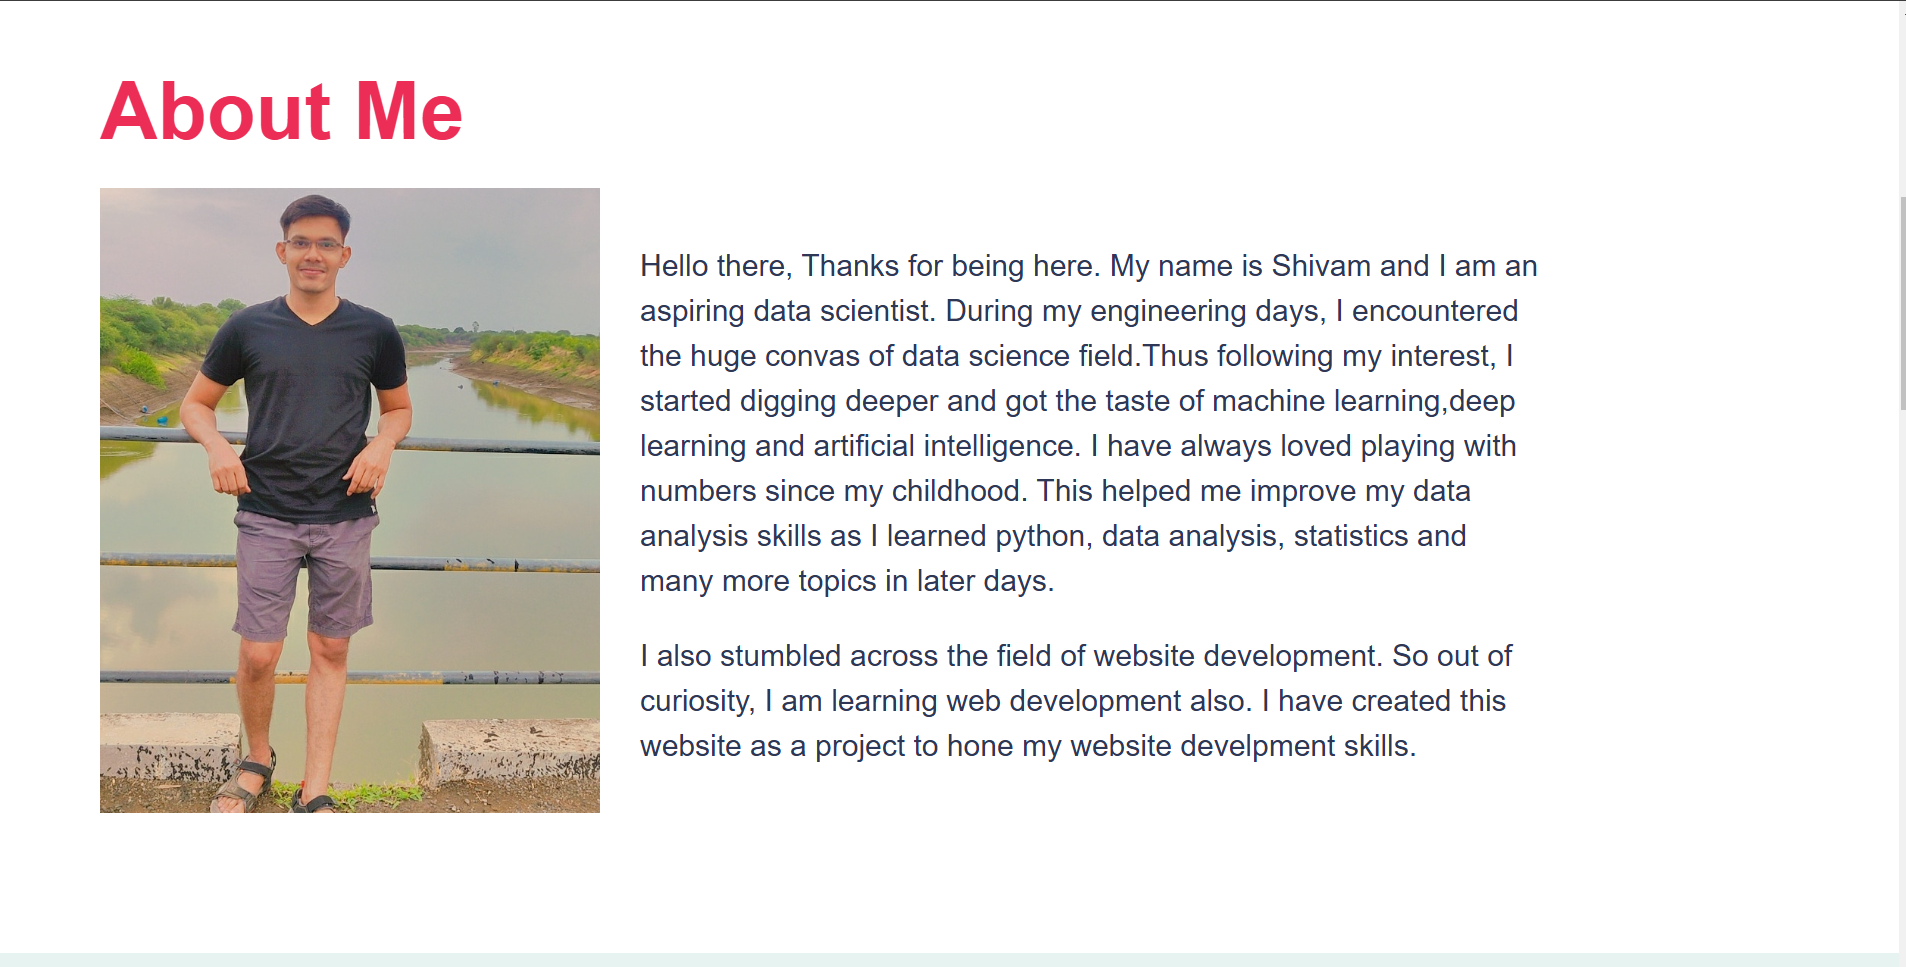 About Me
Hello there, Thanks for being here. My name is Shivam and I am an
aspiring data scientist. During my engineering days, I encountered
the huge convas of data science field.Thus following my interest, I
started digging deeper and got the taste of machine learning,deep
learning and artificial intelligence. I have always loved playing with
numbers since my childhood. This helped me improve my data
analysis skills as I learned python, data analysis, statistics and
many more topics in later days.
I also stumbled across the field of website development. So out of
curiosity, I am learning web development also. I have created this
website as a project to hone my website develpment skills.